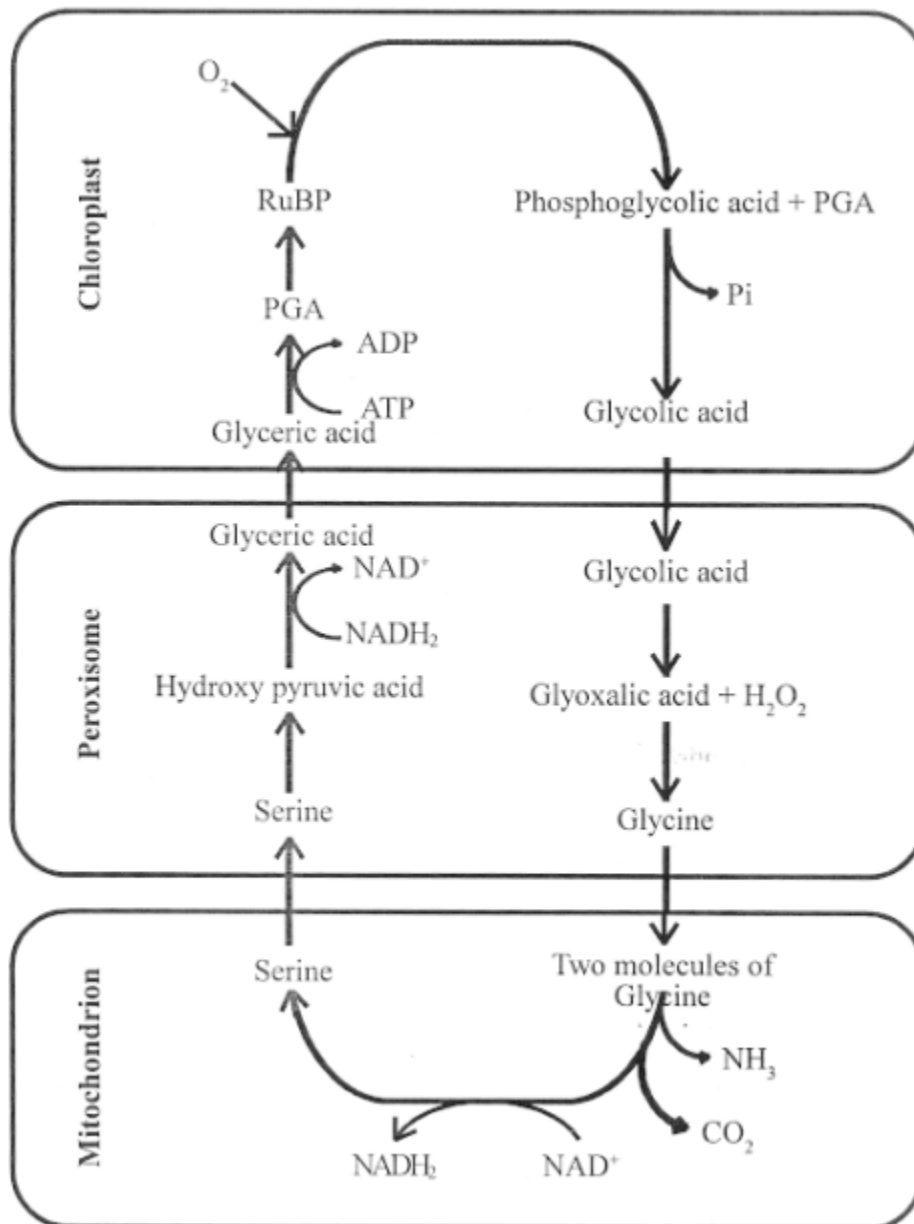 Chloroplast
O₂
RuBP
Phosphoglycolic acid + PGA
Pi
PGA
ADP
ATP
Glyceric acid
Glycolic acid
Peroxisome
Glyceric acid
NAD⁺
NADH₂
Glycolic acid
Hydroxy pyruvic acid
Glyoxalic acid + H₂O₂
Serine
Glycine
Mitochondrion
Serine
Two molecules of
Glycine
NH₃
CO₂
NADH₂
NAD⁺